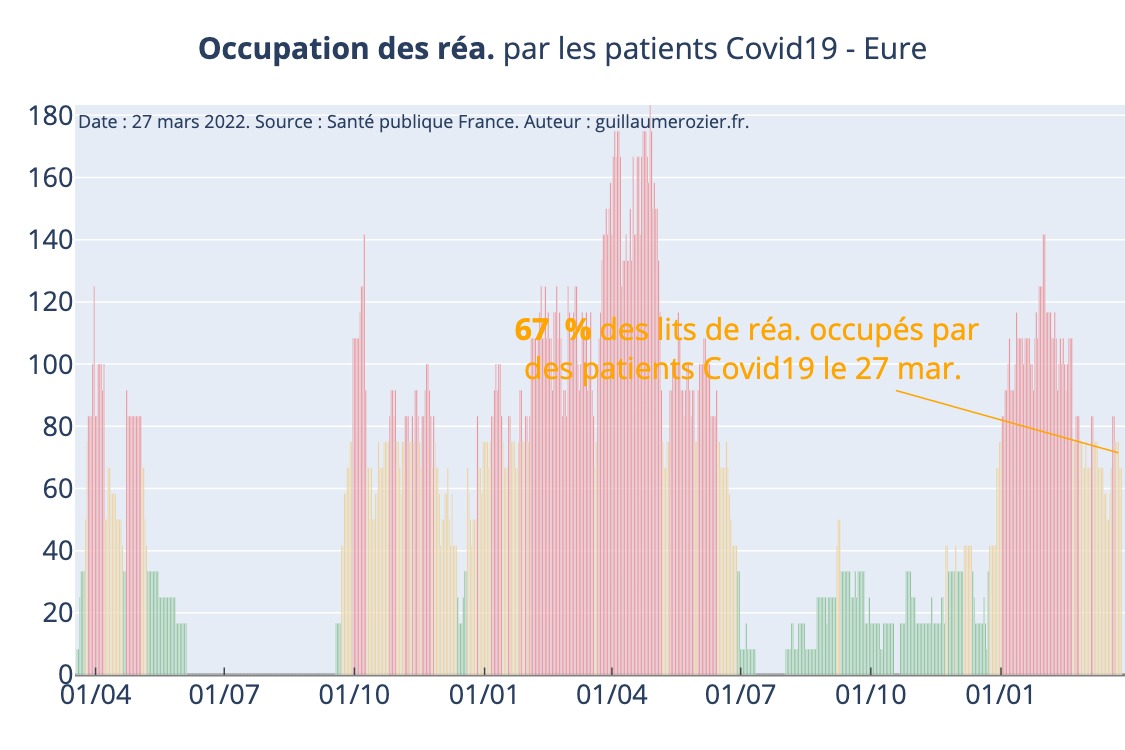 Occupation des réa. par les patients Covid19 - Eure
180
Date : 27 mars 2022. Source : Santé publique France. Auteur : guillaumerozier.fr.
160
140
120
67 % des lits de réa. occupés par
des patients Covid19 le 27 mar.
100
80
60
40
20
0
01/04 01/07 01/10 01/01 01/04 01/07 01/10 01/01